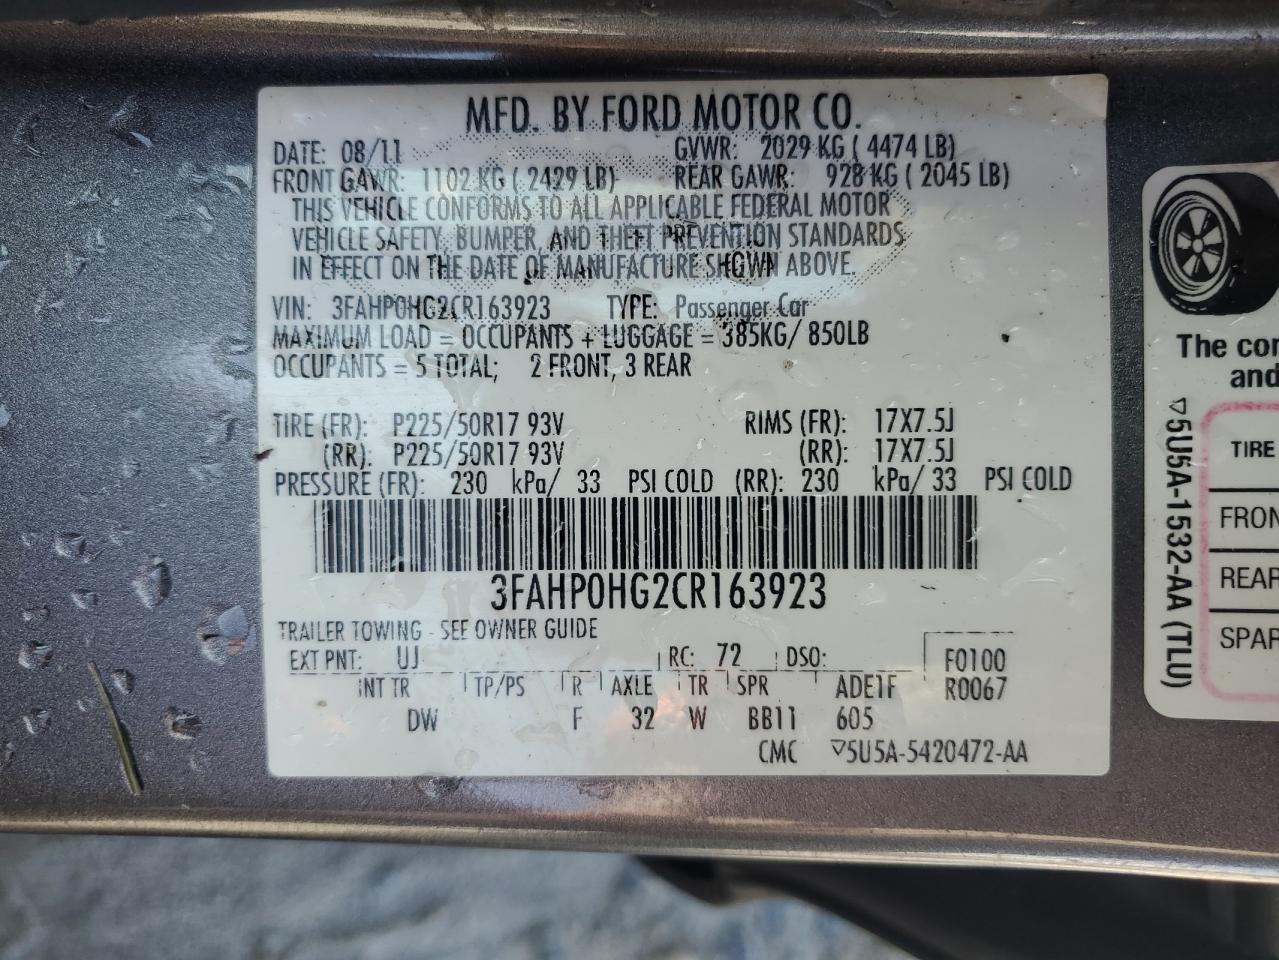 MFD. BY FORD MOTOR CO.
DATE: 08/11 GVWR: 2029 KG ( 4474 LB)
FRONT GAWR: 1102 KG ( 2429 LB) REAR GAWR: 928 KG ( 2045 LB)
THIS VEHICLE CONFORMS TO ALL APPLICABLE FEDERAL MOTOR
VEHICLE SAFETY, BUMPER, AND THEFT PREVENTION STANDARDS
IN EFFECT ON THE DATE OF MANUFACTURE SHOWN ABOVE.
VIN: 3FAHP0HG2CR163923 TYPE: Passenger Car
MAXIMUM LOAD = OCCUPANTS + LUGGAGE = 385KG/ 850LB
OCCUPANTS = 5 TOTAL; 2 FRONT, 3 REAR
TIRE (FR): P225/50R17 93V RIMS (FR): 17X7.5J
(RR): P225/50R17 93V (RR): 17X7.5J
PRESSURE (FR): 230 kPa/ 33 PSI COLD (RR): 230 kPa/ 33 PSI COLD
3FAHP0HG2CR163923
TRAILER TOWING - SEE OWNER GUIDE
EXT PNT: UJ RC: 72 DSO: F0100
INT TR TP/PS R AXLE TR SPR ADE1F R0067
DW F 32 W BB11 605
CMC ▽5U5A-5420472-AA
The con
and
▽5U5A-1532-AA (TLU)
TIRE
FRON
REAR
SPAR